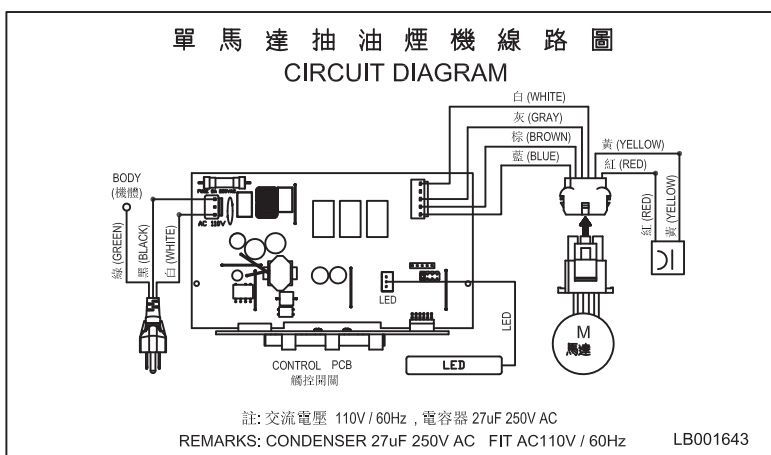 單馬達抽油煙機線路圖
CIRCUIT DIAGRAM
白 (WHITE)
灰 (GRAY)
棕 (BROWN)
藍 (BLUE)
黃 (YELLOW)
紅 (RED)
BODY
(機體)
綠 (GREEN)
黑 (BLACK)
白 (WHITE)
AC 110V
紅 (RED)
黃 (YELLOW)
LED
LED
LED
M
馬達
CONTROL PCB
觸控開關
註: 交流電壓 110V / 60Hz , 電容器 27uF 250V AC
REMARKS: CONDENSER 27uF 250V AC FIT AC110V / 60Hz
LB001643